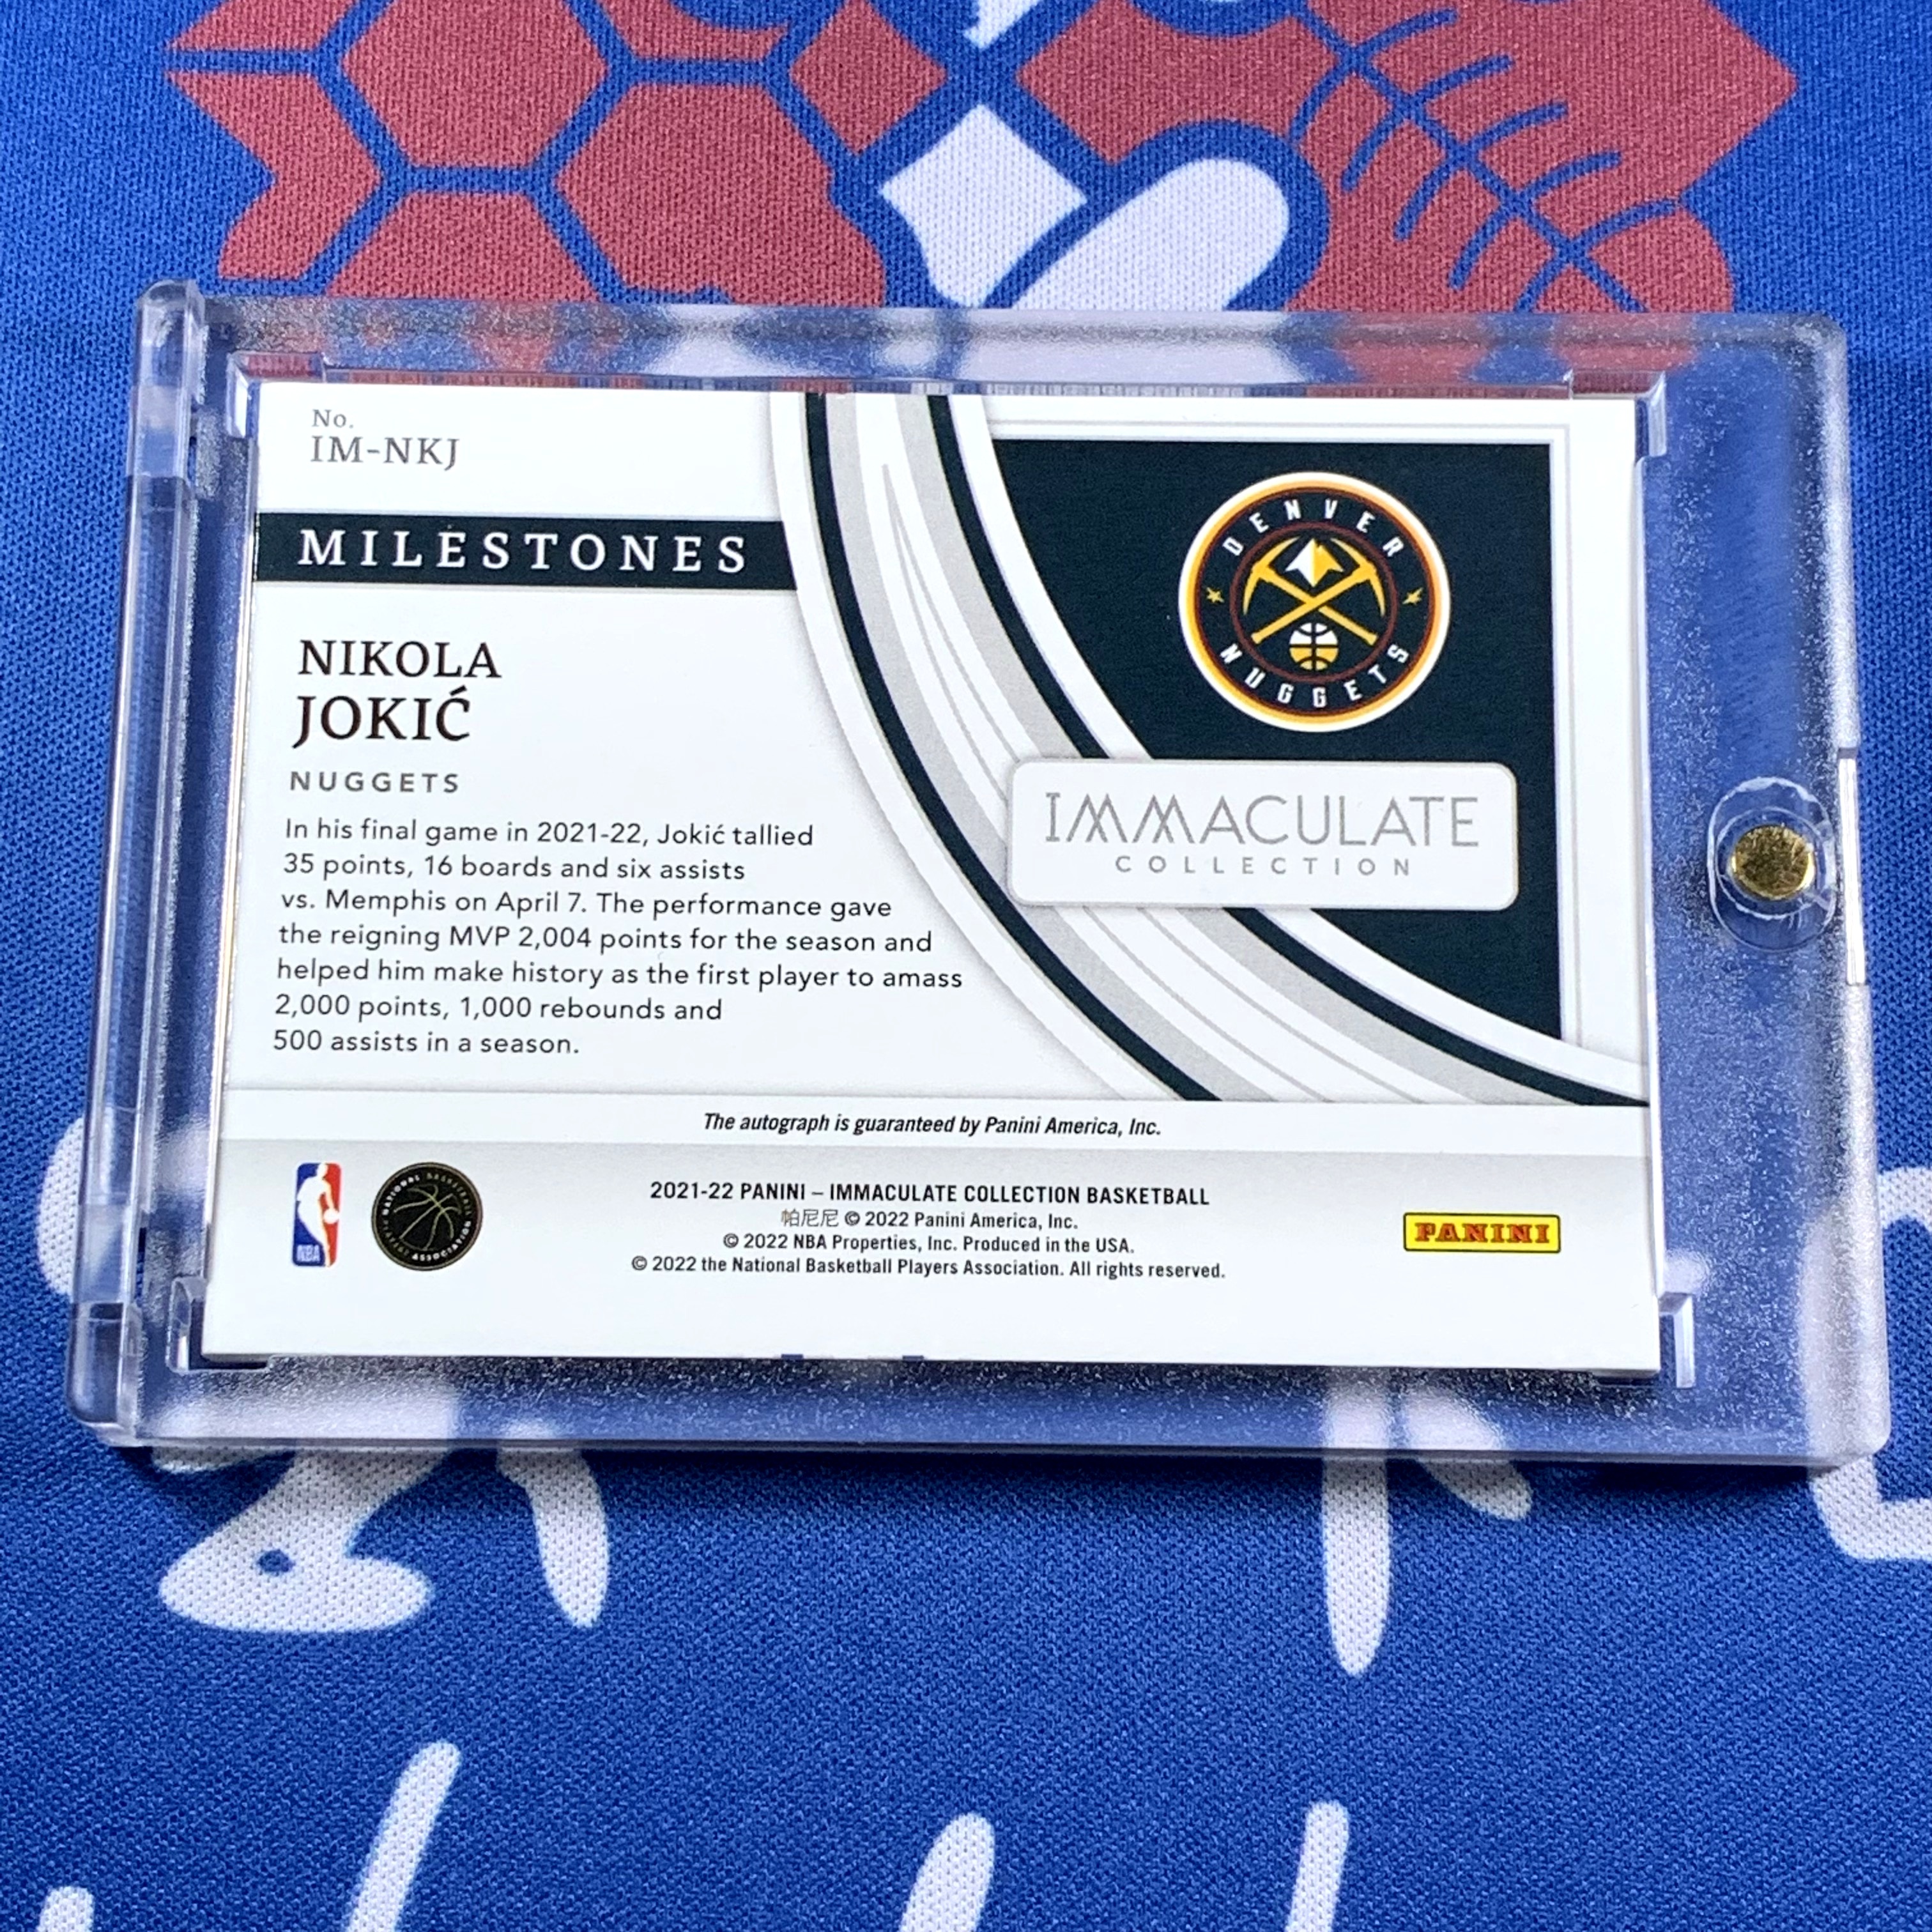 No.
IM-NKJ
MILESTONES
NIKOLA
JOKIĆ
NUGGETS
In his final game in 2021-22, Jokić tallied
35 points, 16 boards and six assists
vs. Memphis on April 7. The performance gave
the reigning MVP 2,004 points for the season and
helped him make history as the first player to amass
2,000 points, 1,000 rebounds and
500 assists in a season.
DENVER
NUGGETS
IMMACULATE
COLLECTION
The autograph is guaranteed by Panini America, Inc.
NBA
NATIONAL BASKETBALL
PLAYERS ASSOCIATION
2021-22 PANINI – IMMACULATE COLLECTION BASKETBALL
帕尼尼 © 2022 Panini America, Inc.
© 2022 NBA Properties, Inc. Produced in the USA.
© 2022 the National Basketball Players Association. All rights reserved.
PANINI